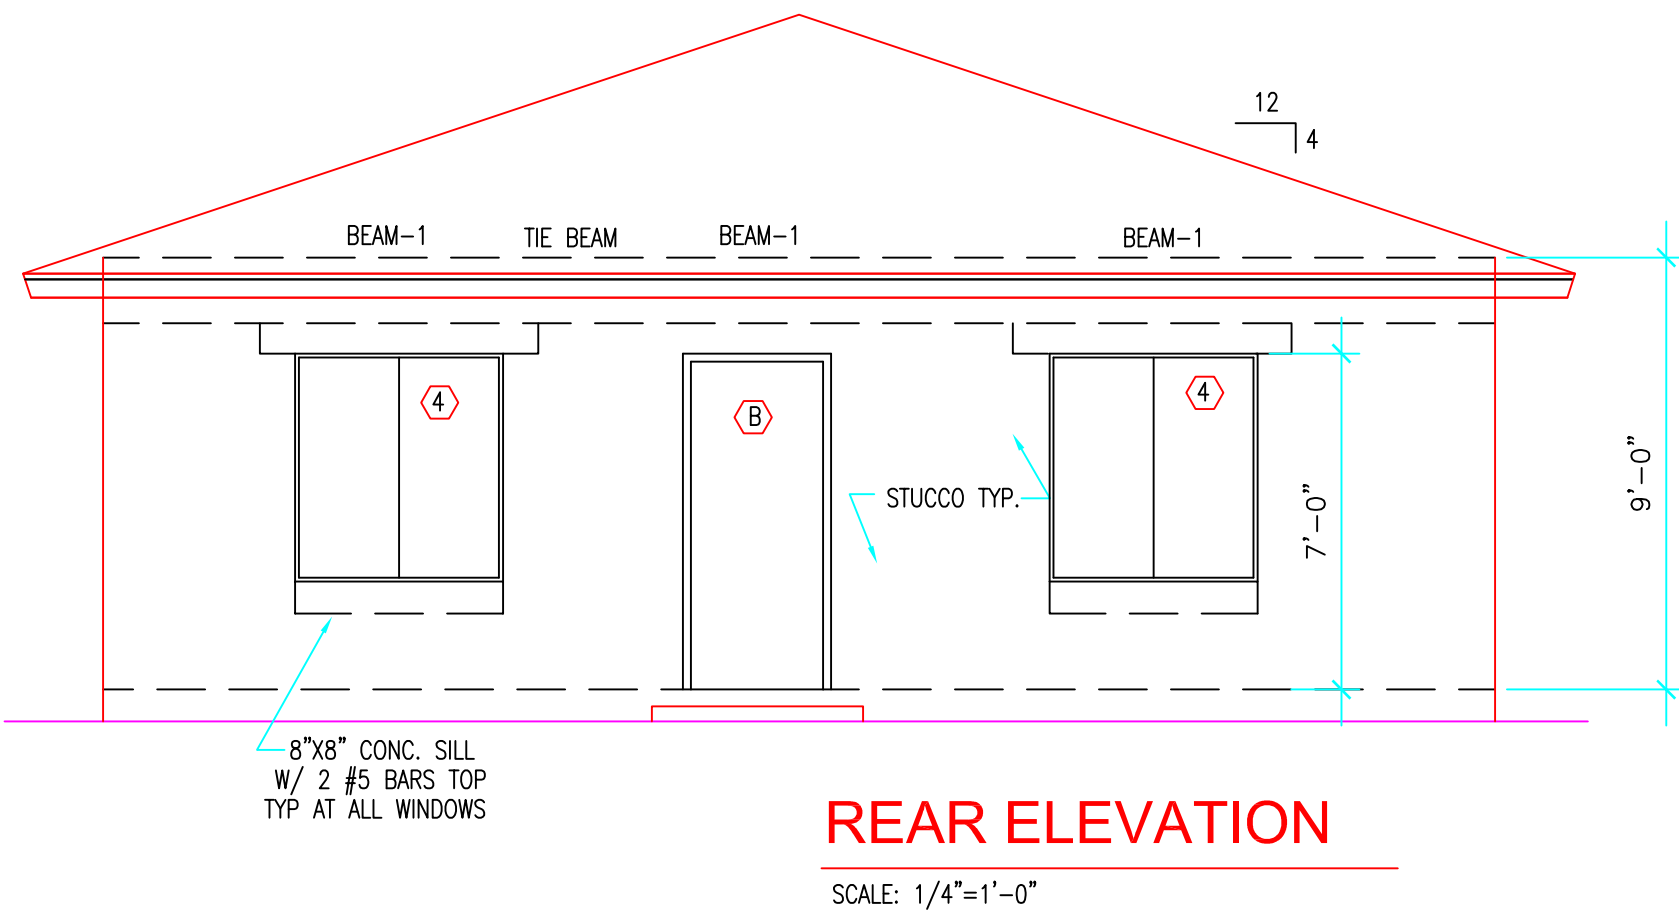 12
4
BEAM-1
TIE BEAM
BEAM-1
BEAM-1
4
B
4
STUCCO TYP.
7'-0"
9'-0"
8"X8" CONC. SILL
W/ 2 #5 BARS TOP
TYP AT ALL WINDOWS
REAR ELEVATION
SCALE: 1/4"=1'-0"